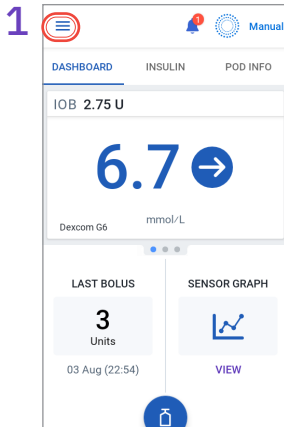 1
1
Manual
DASHBOARD INSULIN POD INFO
IOB 2.75 U
6.7
mmol/L
Dexcom G6
LAST BOLUS SENSOR GRAPH
3
Units
03 Aug (22:54) VIEW